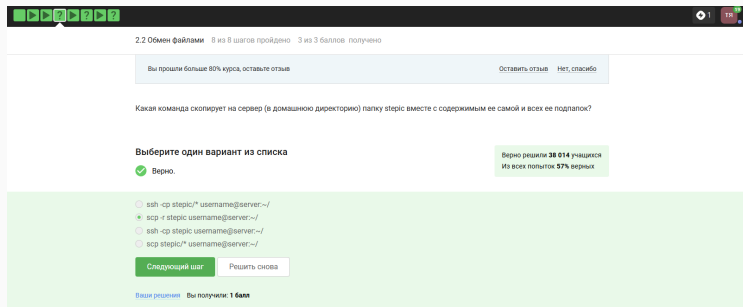 1
ТИ
19
2.2 Обмен файлами 8 из 8 шагов пройдено 3 из 3 баллов получено
Вы прошли больше 80% курса, оставьте отзыв Оставить отзыв Нет, спасибо
Какая команда скопирует на сервер (в домашнюю директорию) папку stepic вместе с содержимым ее самой и всех ее подпапок?
Выберите один вариант из списка
Верно.
Верно решили 38 014 учащихся
Из всех попыток 57% верных
ssh -cp stepic/* username@server:~/
scp -r stepic username@server:~/
ssh -cp stepic username@server:~/
scp stepic/* username@server:~/
Следующий шаг Решить снова
Ваши решения Вы получили: 1 балл